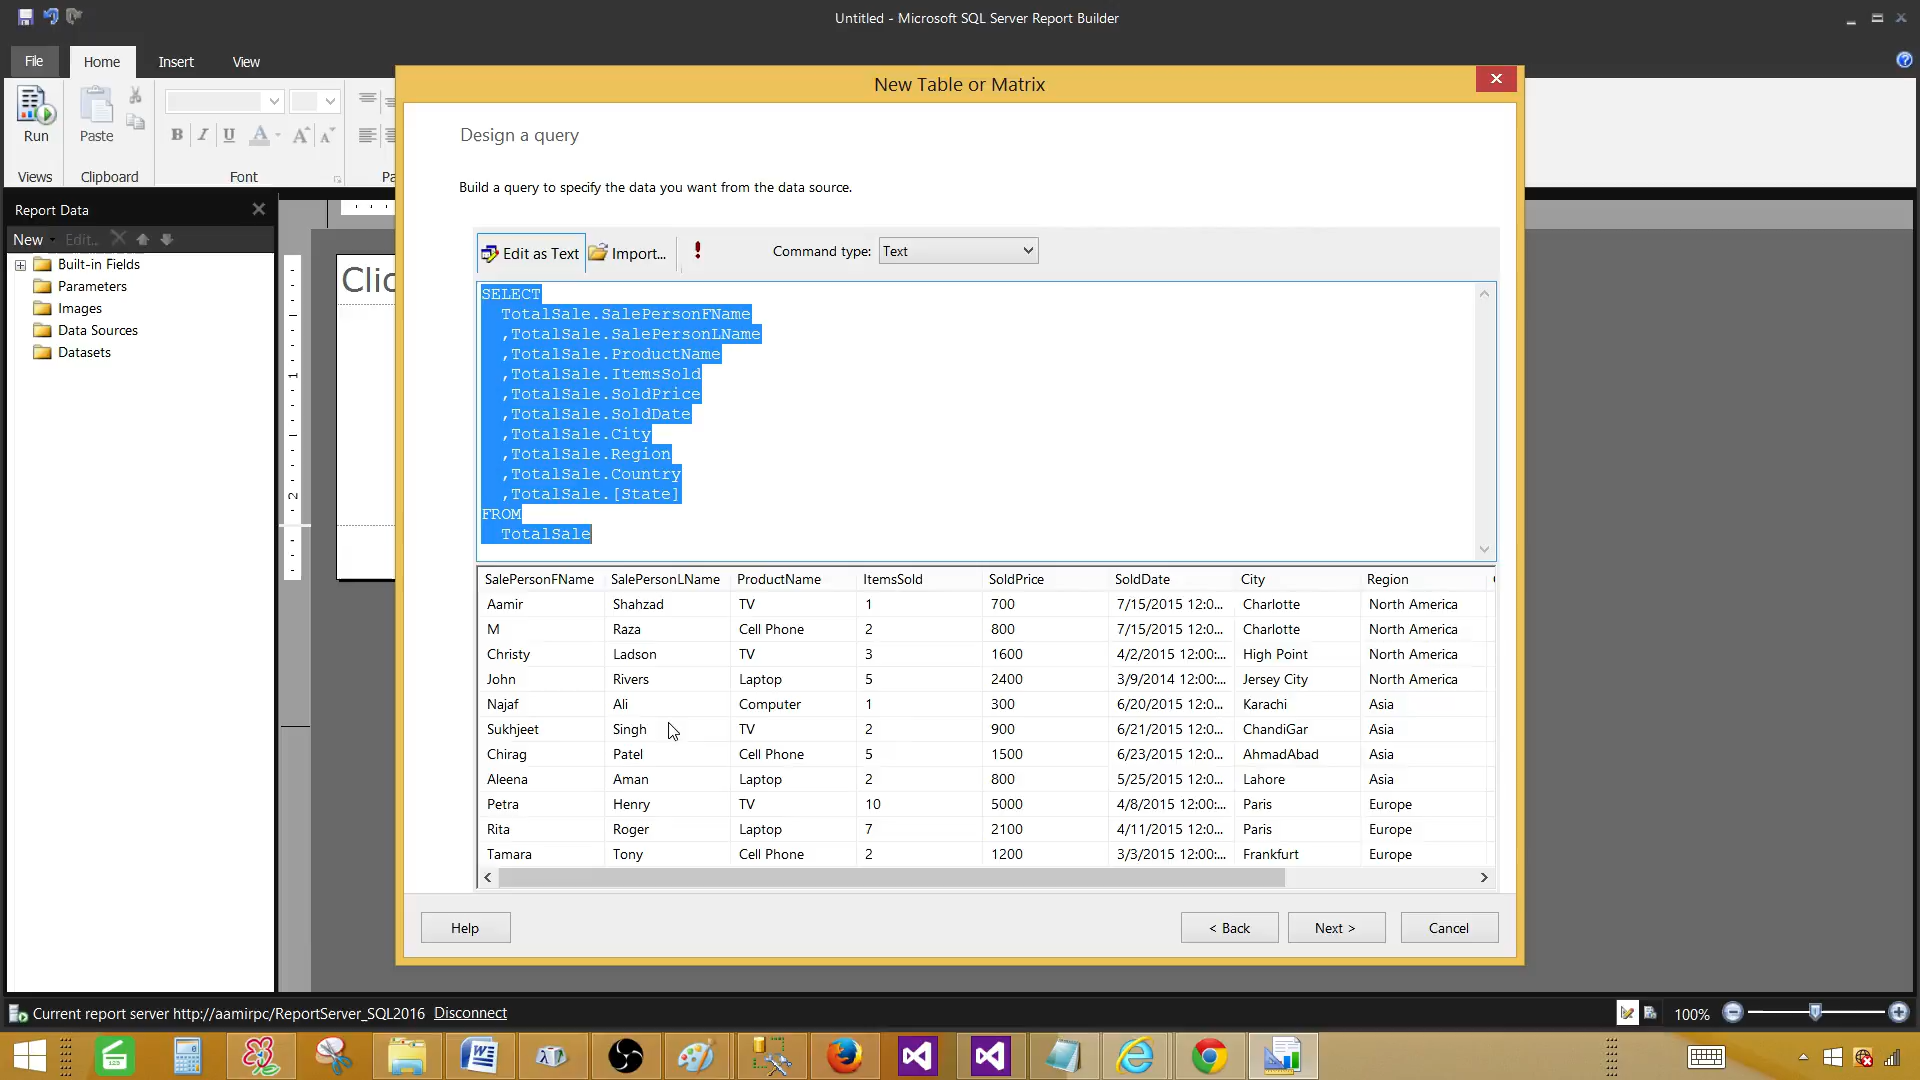 Untitled - Microsoft SQL Server Report Builder
File
Home
Insert
View
Run
Paste
Views
Clipboard
Font
New Table or Matrix
Design a query
Build a query to specify the data you want from the data source.
Edit as Text
Import...
Command type:
Text
Report Data
New
Edit...
Built-in Fields
Parameters
Images
Data Sources
Datasets
Clic
SELECT
TotalSale.SalePersonFName
,TotalSale.SalePersonLName
,TotalSale.ProductName
,TotalSale.ItemsSold
,TotalSale.SoldPrice
,TotalSale.SoldDate
,TotalSale.City
,TotalSale.Region
,TotalSale.Country
,TotalSale.[State]
FROM
TotalSale
SalePersonFName SalePersonLName ProductName ItemsSold SoldPrice SoldDate City Region
Aamir Shahzad TV 1 700 7/15/2015 12:0... Charlotte North America
M Raza Cell Phone 2 800 7/15/2015 12:0... Charlotte North America
Christy Ladson TV 3 1600 4/2/2015 12:00:... High Point North America
John Rivers Laptop 5 2400 3/9/2014 12:00:... Jersey City North America
Najaf Ali Computer 1 300 6/20/2015 12:0... Karachi Asia
Sukhjeet Singh TV 2 900 6/21/2015 12:0... ChandiGar Asia
Chirag Patel Cell Phone 5 1500 6/23/2015 12:0... AhmadAbad Asia
Aleena Aman Laptop 2 800 5/25/2015 12:0... Lahore Asia
Petra Henry TV 10 5000 4/8/2015 12:00:... Paris Europe
Rita Roger Laptop 7 2100 4/11/2015 12:0... Paris Europe
Tamara Tony Cell Phone 2 1200 3/3/2015 12:00:... Frankfurt Europe
Help
< Back
Next >
Cancel
Current report server http://aamirpc/ReportServer_SQL2016 Disconnect
100%